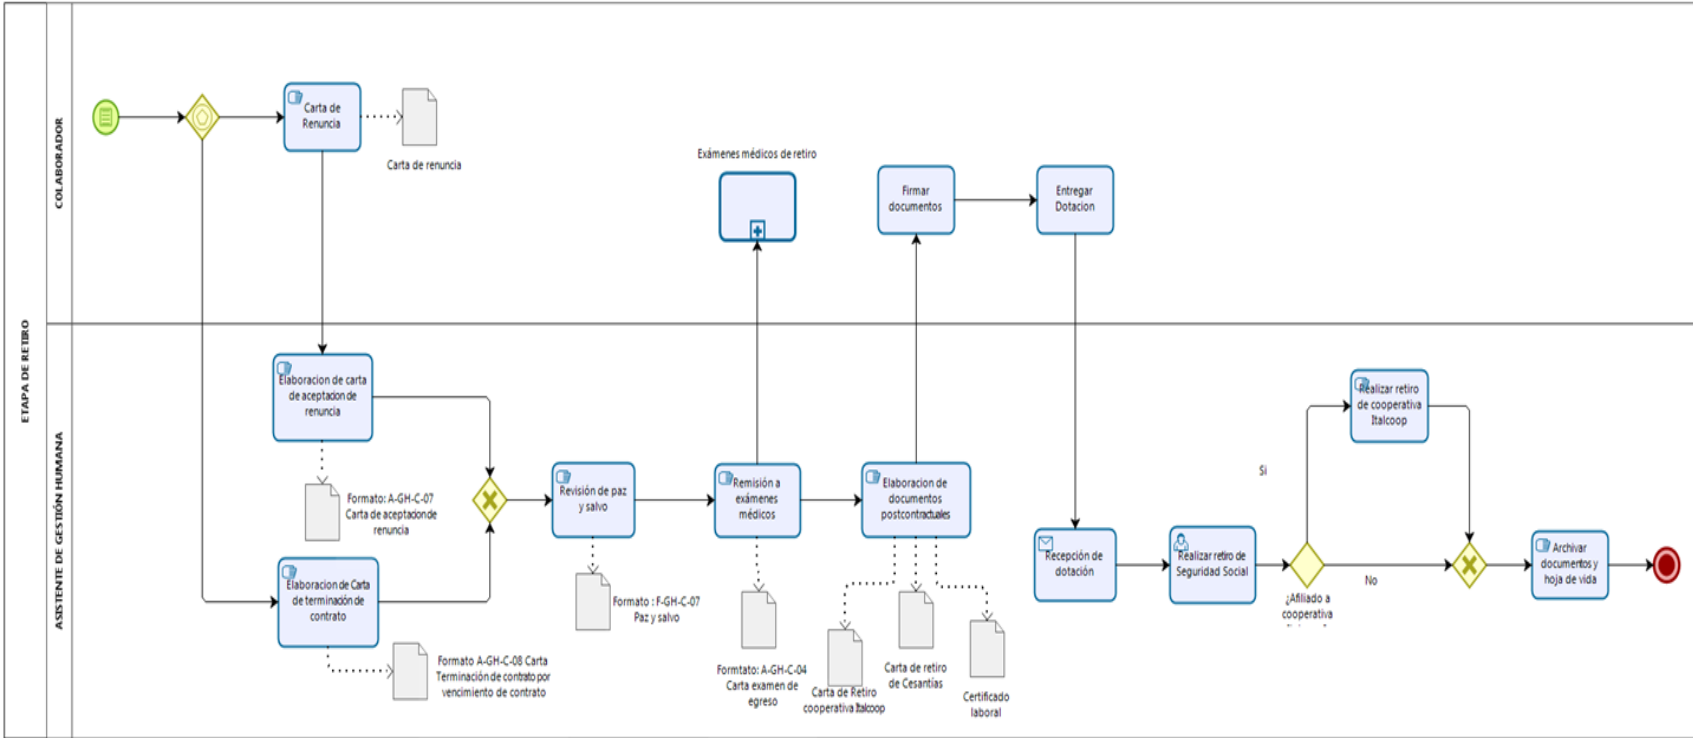 ETAPA DE RETIRO
COLABORADOR
Carta de
Renuncia
Carta de renuncia
Exámenes médicos de retiro
Firmar
documentos
Entregar
Dotacion
ASISTENTE DE GESTIÓN HUMANA
Elaboracion de carta
de aceptacion de
renuncia
Formato: A-GH-C-07
Carta de aceptacion de
renuncia
Elaboracion de Carta
de terminación de
contrato
Formato A-GH-C-08 Carta
Terminación de contrato por
vencimiento de contrato
Revisión de paz
y salvo
Formato : F-GH-C-07
Paz y salvo
Remisión a
exámenes
médicos
Formtato: A-GH-C-04
Carta examen de
egreso
Elaboracion de
documentos
postcontractuales
Carta de Retiro
cooperativa Italcoop
Carta de retiro
de Cesantías
Certificado
laboral
Recepción de
dotación
Realizar retiro de
Seguridad Social
¿Afiliado a
cooperativa
Si
No
Realizar retiro
de cooperativa
Italcoop
Archivar
documentos y
hoja de vida